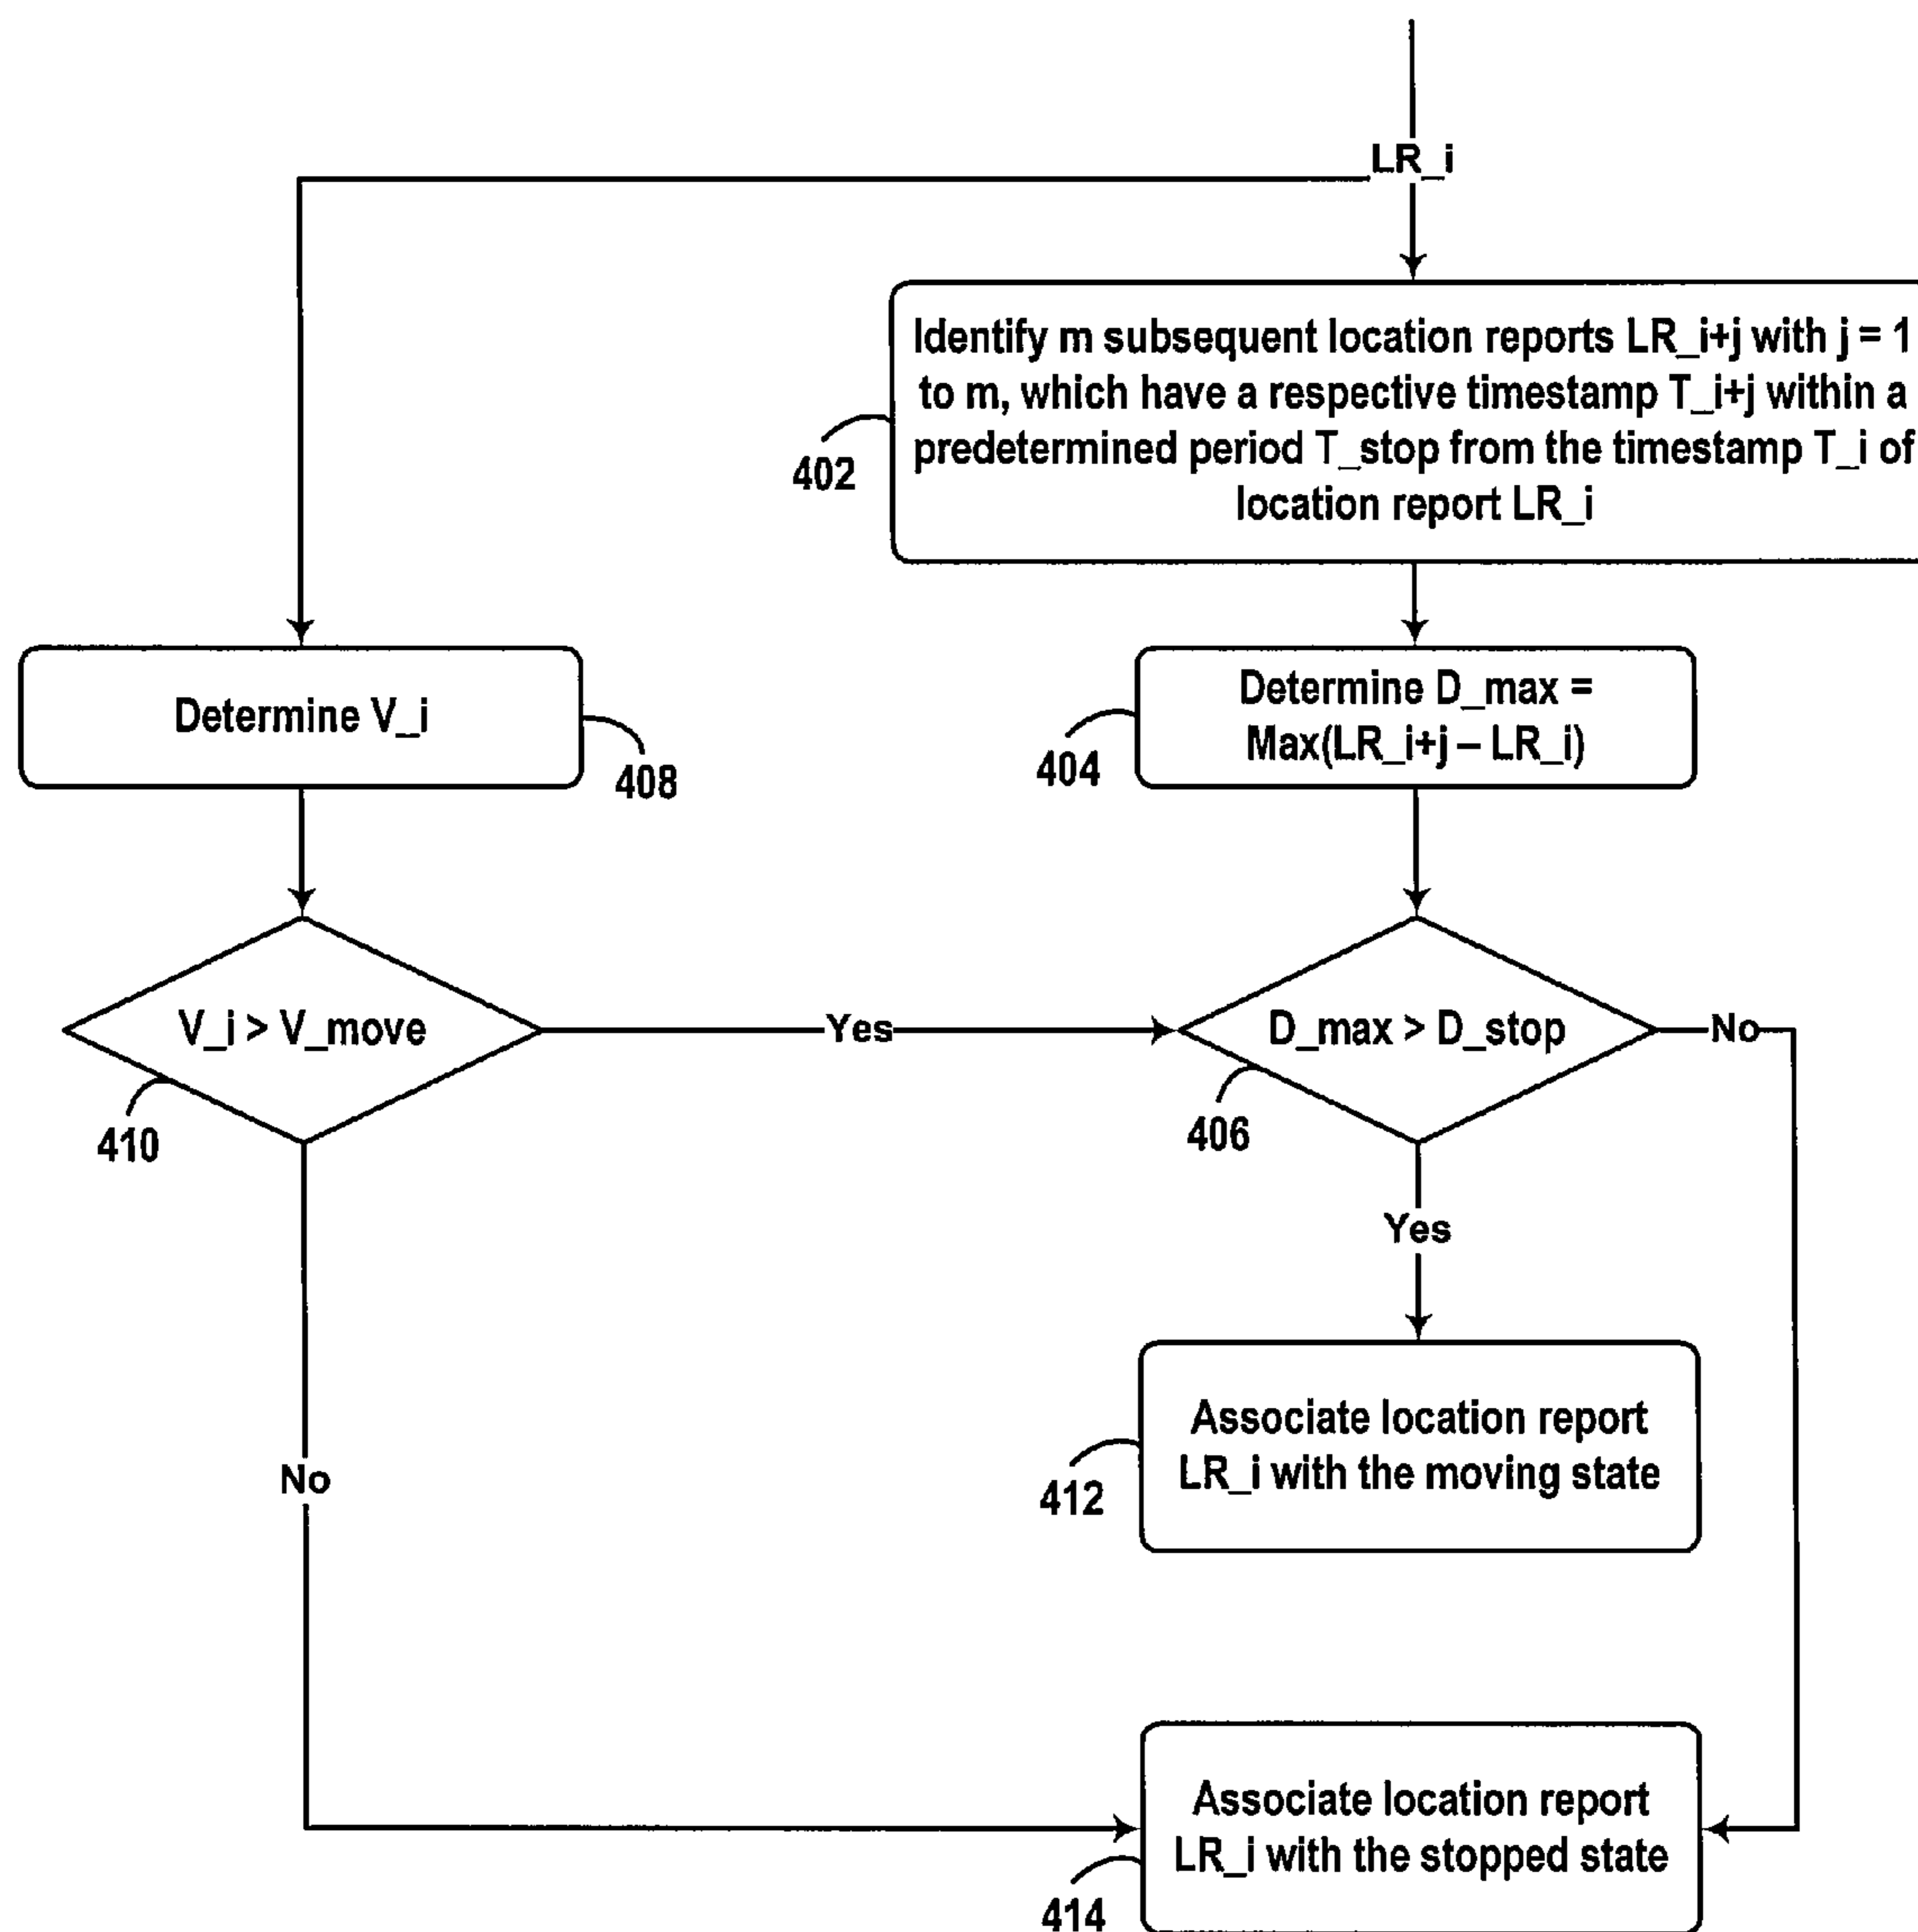 LR_i
Identify m subsequent location reports LR_i+j with j = 1
to m, which have a respective timestamp T_i+j within a
predetermined period T_stop from the timestamp T_i of
location report LR_i
402
Determine V_i
408
Determine D_max =
Max(LR_i+j – LR_i)
404
V_i > V_move
410
Yes
D_max > D_stop
406
No
Yes
Associate location report
LR_i with the moving state
412
No
Associate location report
LR_i with the stopped state
414